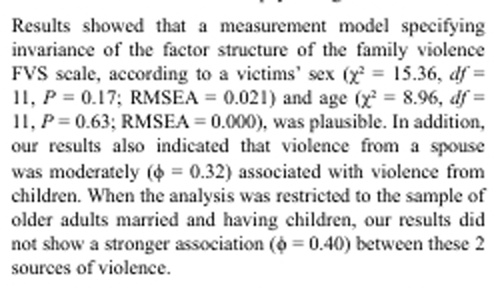 Results showed that a measurement model specifying
invariance of the factor structure of the family violence
FVS scale, according to a victims' sex (χ² = 15.36, df =
11, P = 0.17; RMSEA = 0.021) and age (χ² = 8.96, df =
11, P = 0.63; RMSEA = 0.000), was plausible. In addition,
our results also indicated that violence from a spouse
was moderately (ϕ = 0.32) associated with violence from
children. When the analysis was restricted to the sample of
older adults married and having children, our results did
not show a stronger association (ϕ = 0.40) between these 2
sources of violence.